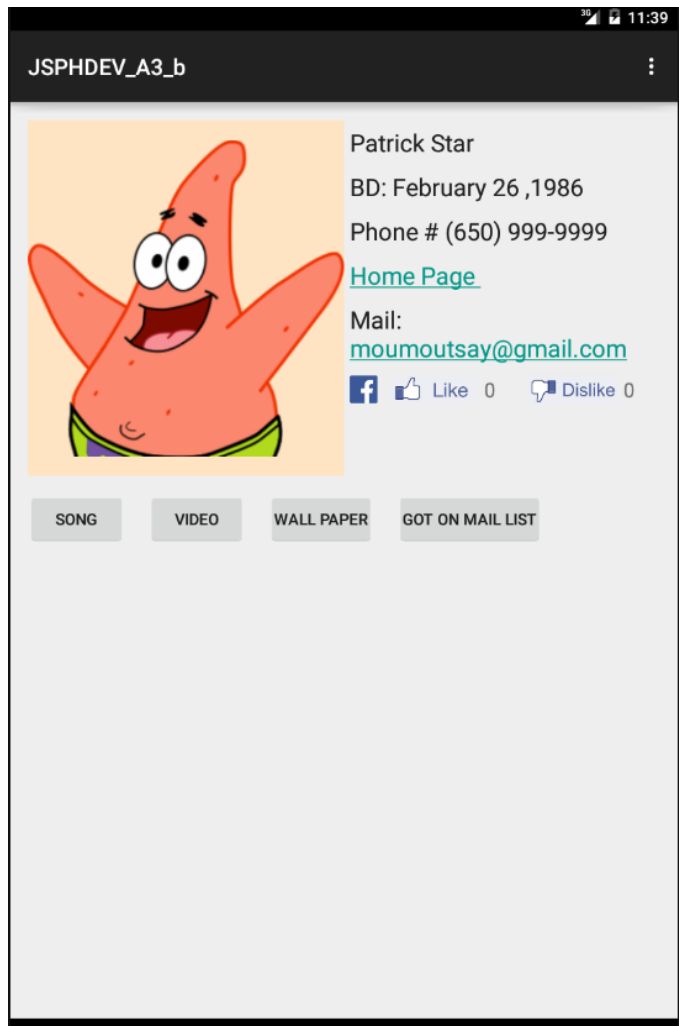 3G 11:39
JSPHDEV_A3_b
Patrick Star
BD: February 26 ,1986
Phone # (650) 999-9999
Home Page
Mail:
moumoutsay@gmail.com
f Like 0 Dislike 0
SONG VIDEO WALL PAPER GOT ON MAIL LIST